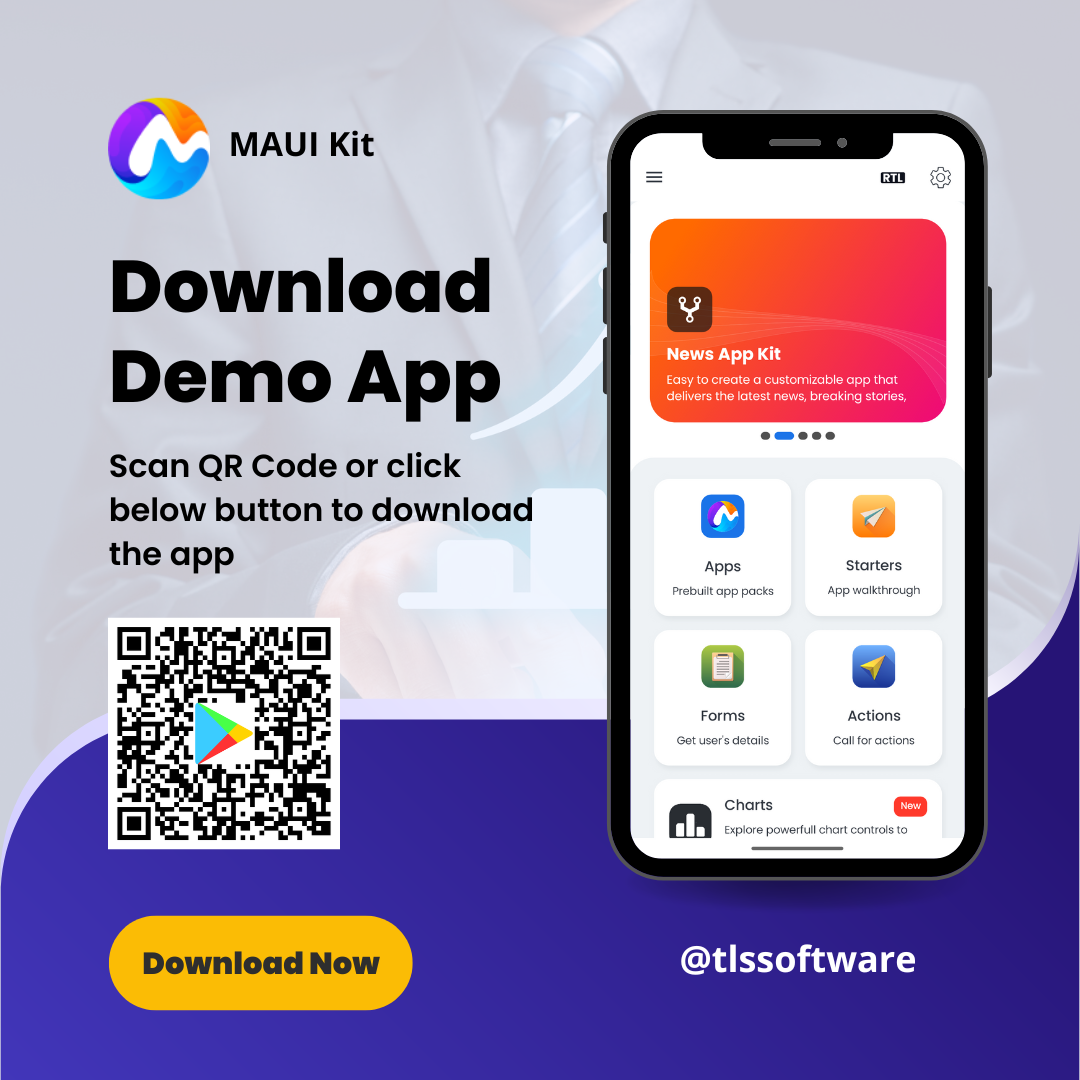 MAUI Kit
Download
Demo App
Scan QR Code or click
below button to download
the app
Download Now
RTL
News App Kit
Easy to create a customizable app that
delivers the latest news, breaking stories,
Apps
Prebuilt app packs
Starters
App walkthrough
Forms
Get user's details
Actions
Call for actions
Charts
New
Explore powerfull chart controls to
@tlssoftware